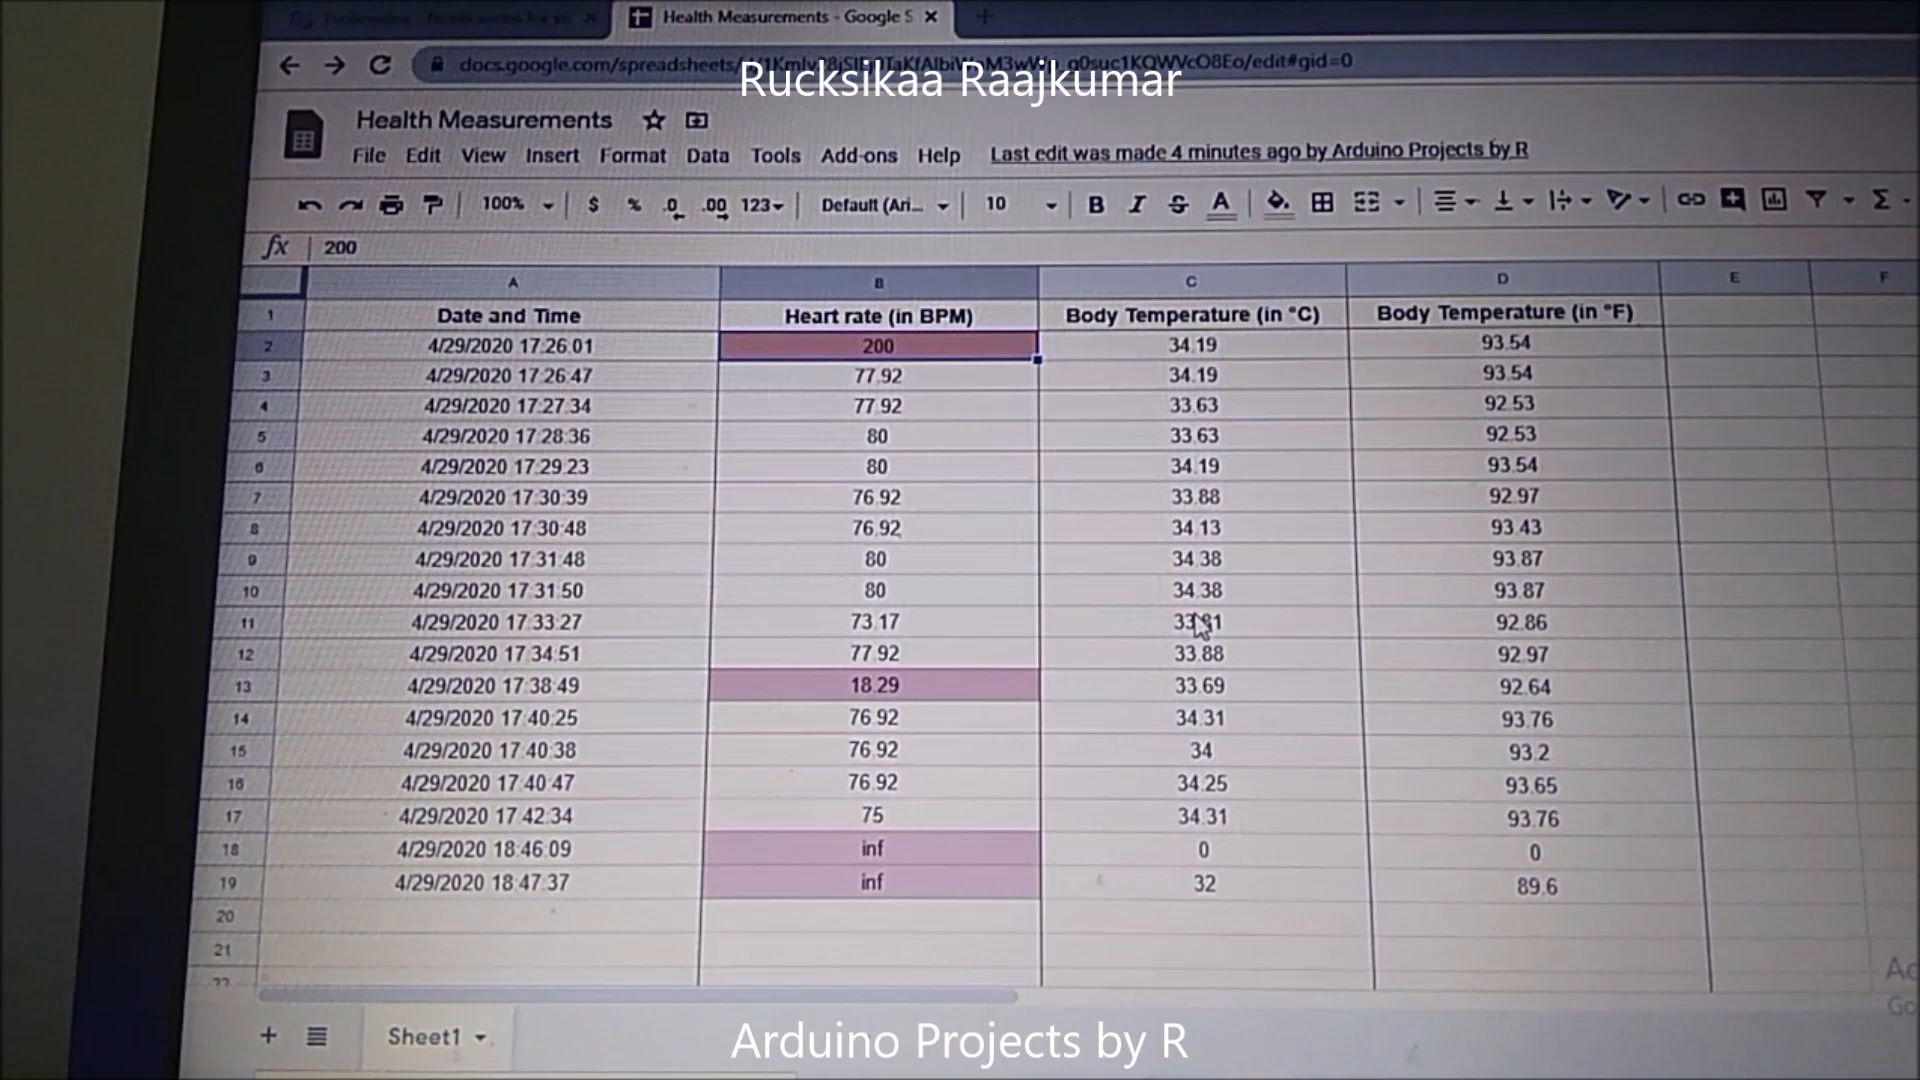 Health Measurements - Google S
docs.google.com/spreadsheets/
q0suc1KQWVcO8Eo/edit#gid=0
Rucksikaa Raajkumar
Health Measurements
File Edit View Insert Format Data Tools Add-ons Help Last edit was made 4 minutes ago by Arduino Projects by R
100% $ % .0 .00 123 Default (Ari... 10 B I S A
fx 200
A B C D E F
1 Date and Time Heart rate (in BPM) Body Temperature (in °C) Body Temperature (in °F)
2 4/29/2020 17:26:01 200 34.19 93.54
3 4/29/2020 17:26:47 77.92 34.19 93.54
4 4/29/2020 17:27:34 77.92 33.63 92.53
5 4/29/2020 17:28:36 80 33.63 92.53
6 4/29/2020 17:29:23 80 34.19 93.54
7 4/29/2020 17:30:39 76.92 33.88 92.97
8 4/29/2020 17:30:48 76.92 34.13 93.43
9 4/29/2020 17:31:48 80 34.38 93.87
10 4/29/2020 17:31:50 80 34.38 93.87
11 4/29/2020 17:33:27 73.17 92.86
12 4/29/2020 17:34:51 77.92 33.88 92.97
13 4/29/2020 17:38:49 18.29 33.69 92.64
14 4/29/2020 17:40:25 76.92 34.31 93.76
15 4/29/2020 17:40:38 76.92 34 93.2
16 4/29/2020 17:40:47 76.92 34.25 93.65
17 4/29/2020 17:42:34 75 34.31 93.76
18 4/29/2020 18:46:09 inf 0 0
19 4/29/2020 18:47:37 inf 32 89.6
20
21
Ac
Go
Sheet1
Arduino Projects by R